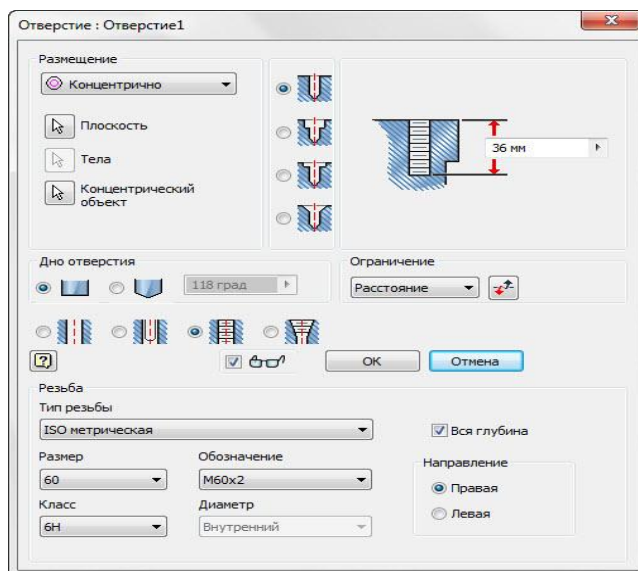 Отверстие : Отверстие1
Размещение
Концентрично
Плоскость
Тела
Концентрический
объект
36 мм
Дно отверстия
118 град
Ограничение
Расстояние
OK
Отмена
Резьба
Тип резьбы
ISO метрическая
Вся глубина
Размер
Обозначение
60
M60x2
Направление
Правая
Класс
Диаметр
6H
Внутренний
Левая